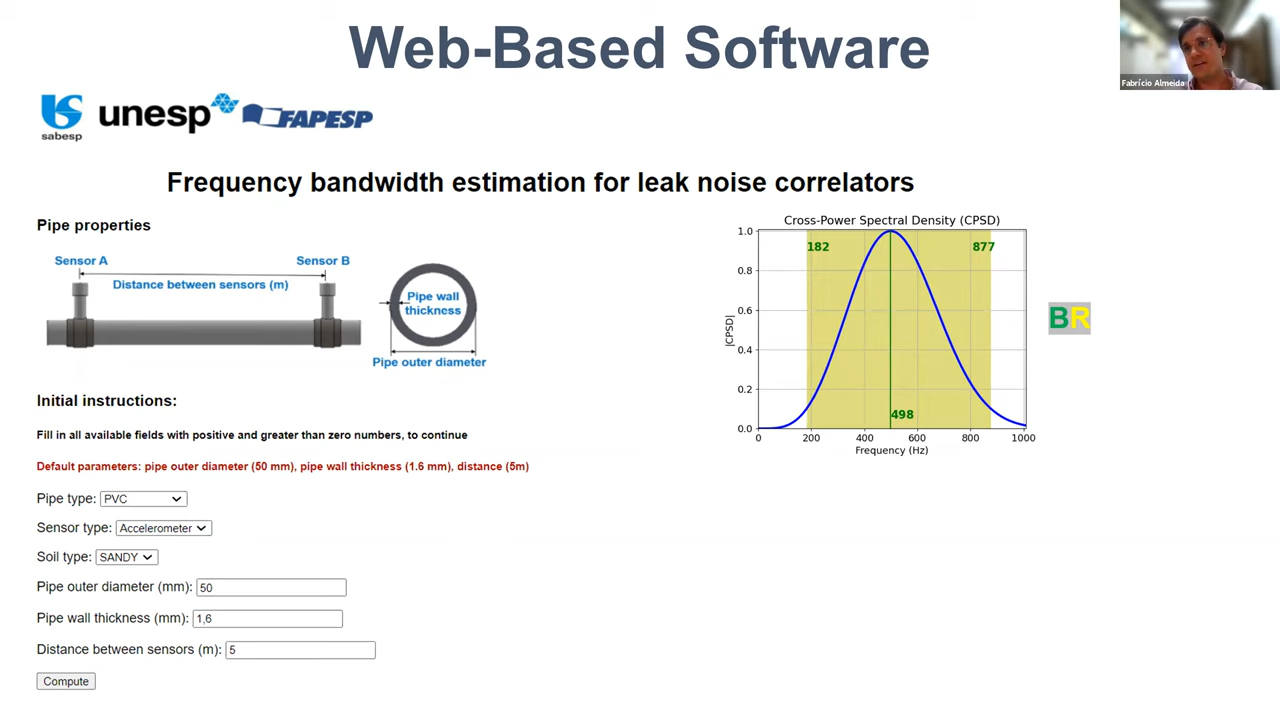 Web-Based Software
Fabrício Almeida
sabesp
unesp
FAPESP
Frequency bandwidth estimation for leak noise correlators
Pipe properties
Sensor A
Sensor B
Distance between sensors (m)
Pipe wall
thickness
Pipe outer diameter
Cross-Power Spectral Density (CPSD)
182
877
498
|CPSD|
1.0
0.8
0.6
0.4
0.2
0.0
0 200 400 600 800 1000
Frequency (Hz)
BR
Initial instructions:
Fill in all available fields with positive and greater than zero numbers, to continue
Default parameters: pipe outer diameter (50 mm), pipe wall thickness (1.6 mm), distance (5m)
Pipe type: PVC
Sensor type: Accelerometer
Soil type: SANDY
Pipe outer diameter (mm): 50
Pipe wall thickness (mm): 1,6
Distance between sensors (m): 5
Compute